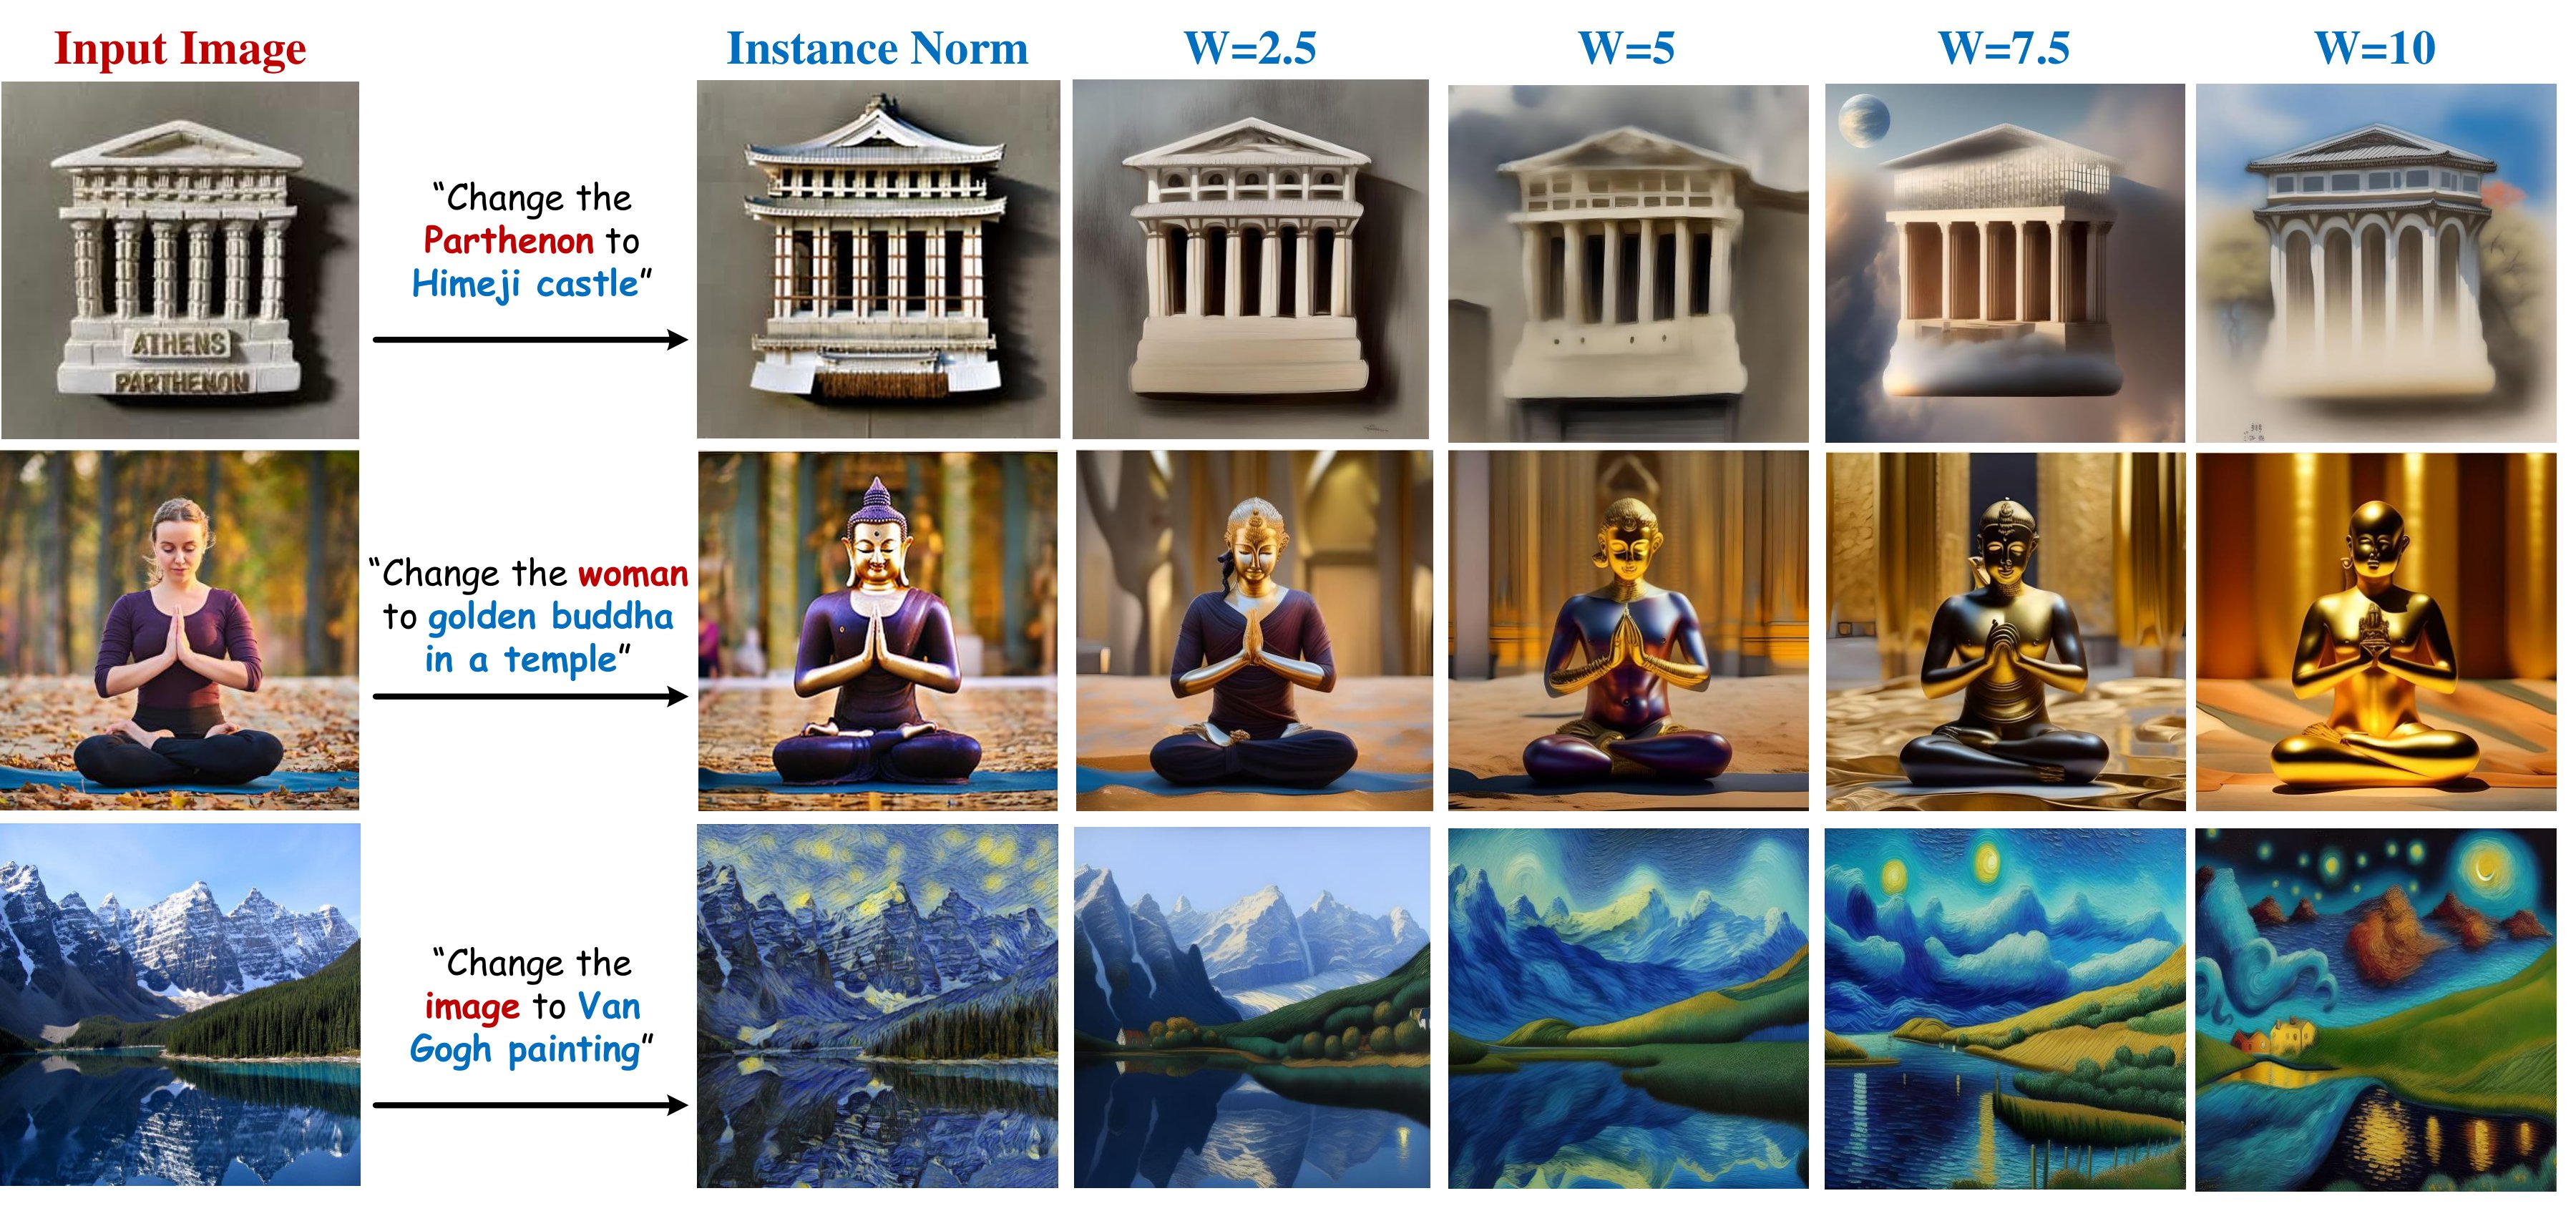 Input Image
Instance Norm
W=2.5
W=5
W=7.5
W=10
ATHENS
PARTHENON
“Change the
Parthenon to
Himeji castle”
“Change the woman
to golden buddha
in a temple”
“Change the
image to Van
Gogh painting”